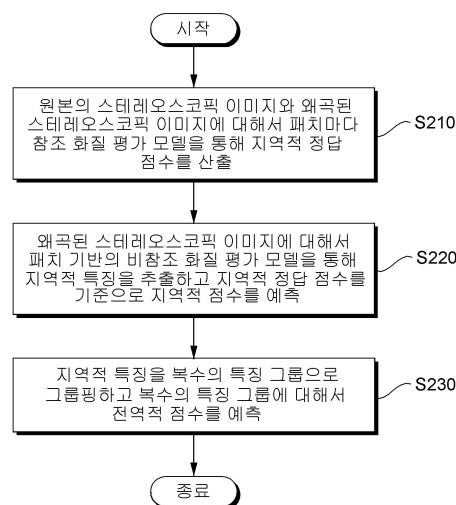 시작
원본의 스테레오스코픽 이미지와 왜곡된
스테레오스코픽 이미지에 대해서 패치마다
참조 화질 평가 모델을 통해 지역적 정답
점수를 산출
S210
왜곡된 스테레오스코픽 이미지에 대해서
패치 기반의 비참조 화질 평가 모델을 통해
지역적 특징을 추출하고 지역적 정답 점수를
기준으로 지역적 점수를 예측
S220
지역적 특징을 복수의 특징 그룹으로
그룹핑하고 복수의 특징 그룹에 대해서
전역적 점수를 예측
S230
종료